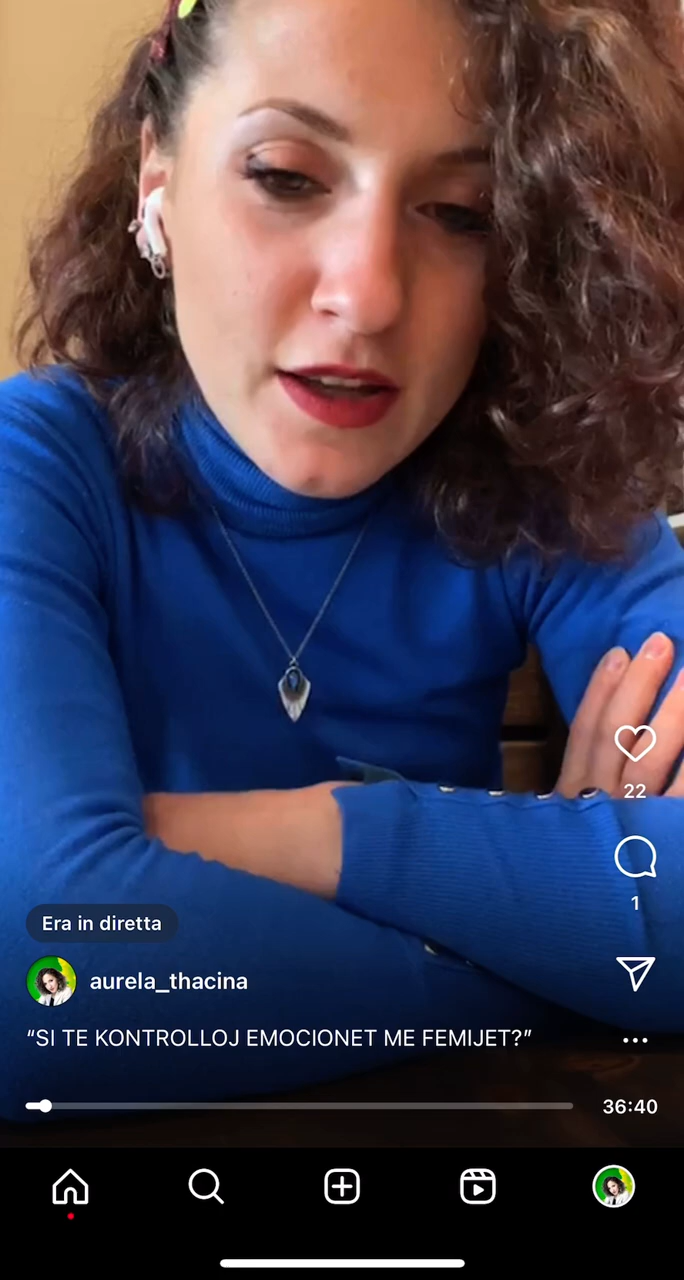 22
1
Era in diretta
aurela_thacina
“SI TE KONTROLLOJ EMOCIONET ME FEMIJET?”
36:40